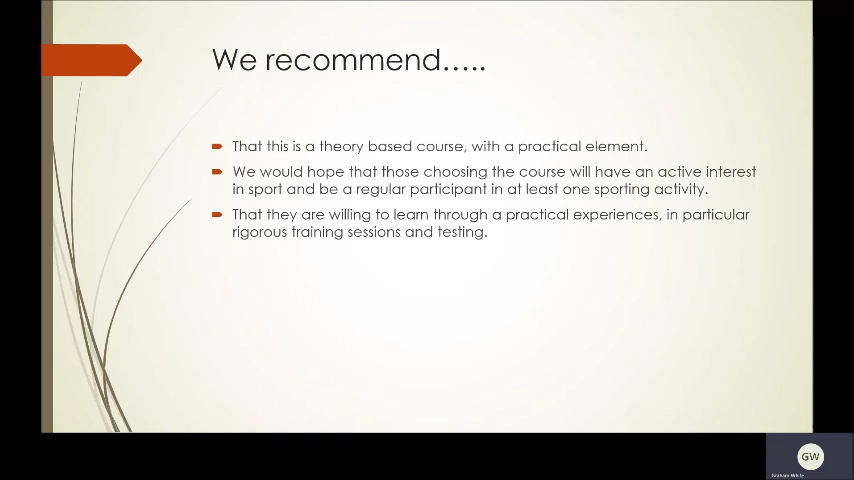 We recommend…..
That this is a theory based course, with a practical element.
We would hope that those choosing the course will have an active interest
in sport and be a regular participant in at least one sporting activity.
That they are willing to learn through a practical experiences, in particular
rigorous training sessions and testing.
GW
Graham White